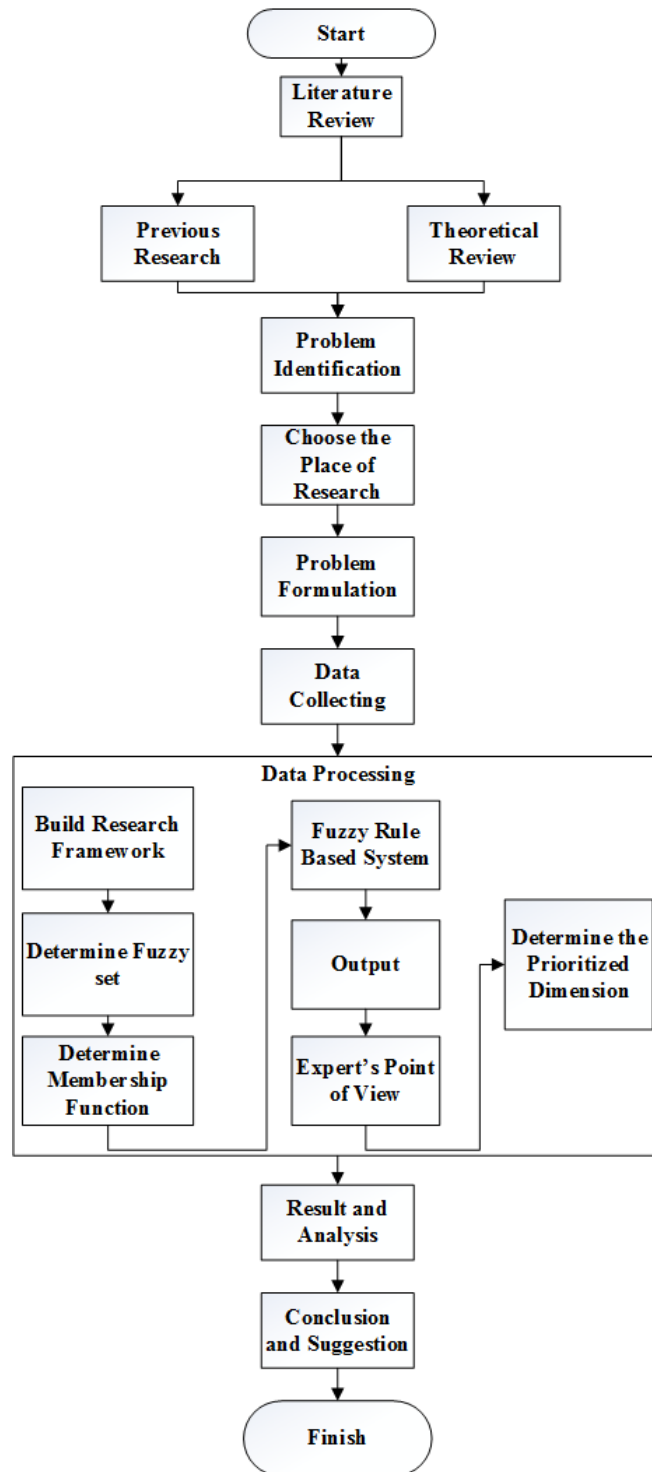 Start
Literature
Review
Previous
Research
Theoretical
Review
Problem
Identification
Choose the
Place of
Research
Problem
Formulation
Data
Collecting
Data Processing
Build Research
Framework
Determine Fuzzy
set
Determine
Membership
Function
Fuzzy Rule
Based System
Output
Expert’s Point
of View
Determine the
Prioritized
Dimension
Result and
Analysis
Conclusion
and Suggestion
Finish